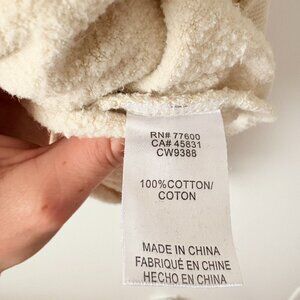 RN# 77600
CA# 45831
CW9388
100%COTTON/
COTON
MADE IN CHINA
FABRIQUÉ EN CHINE
HECHO EN CHINA